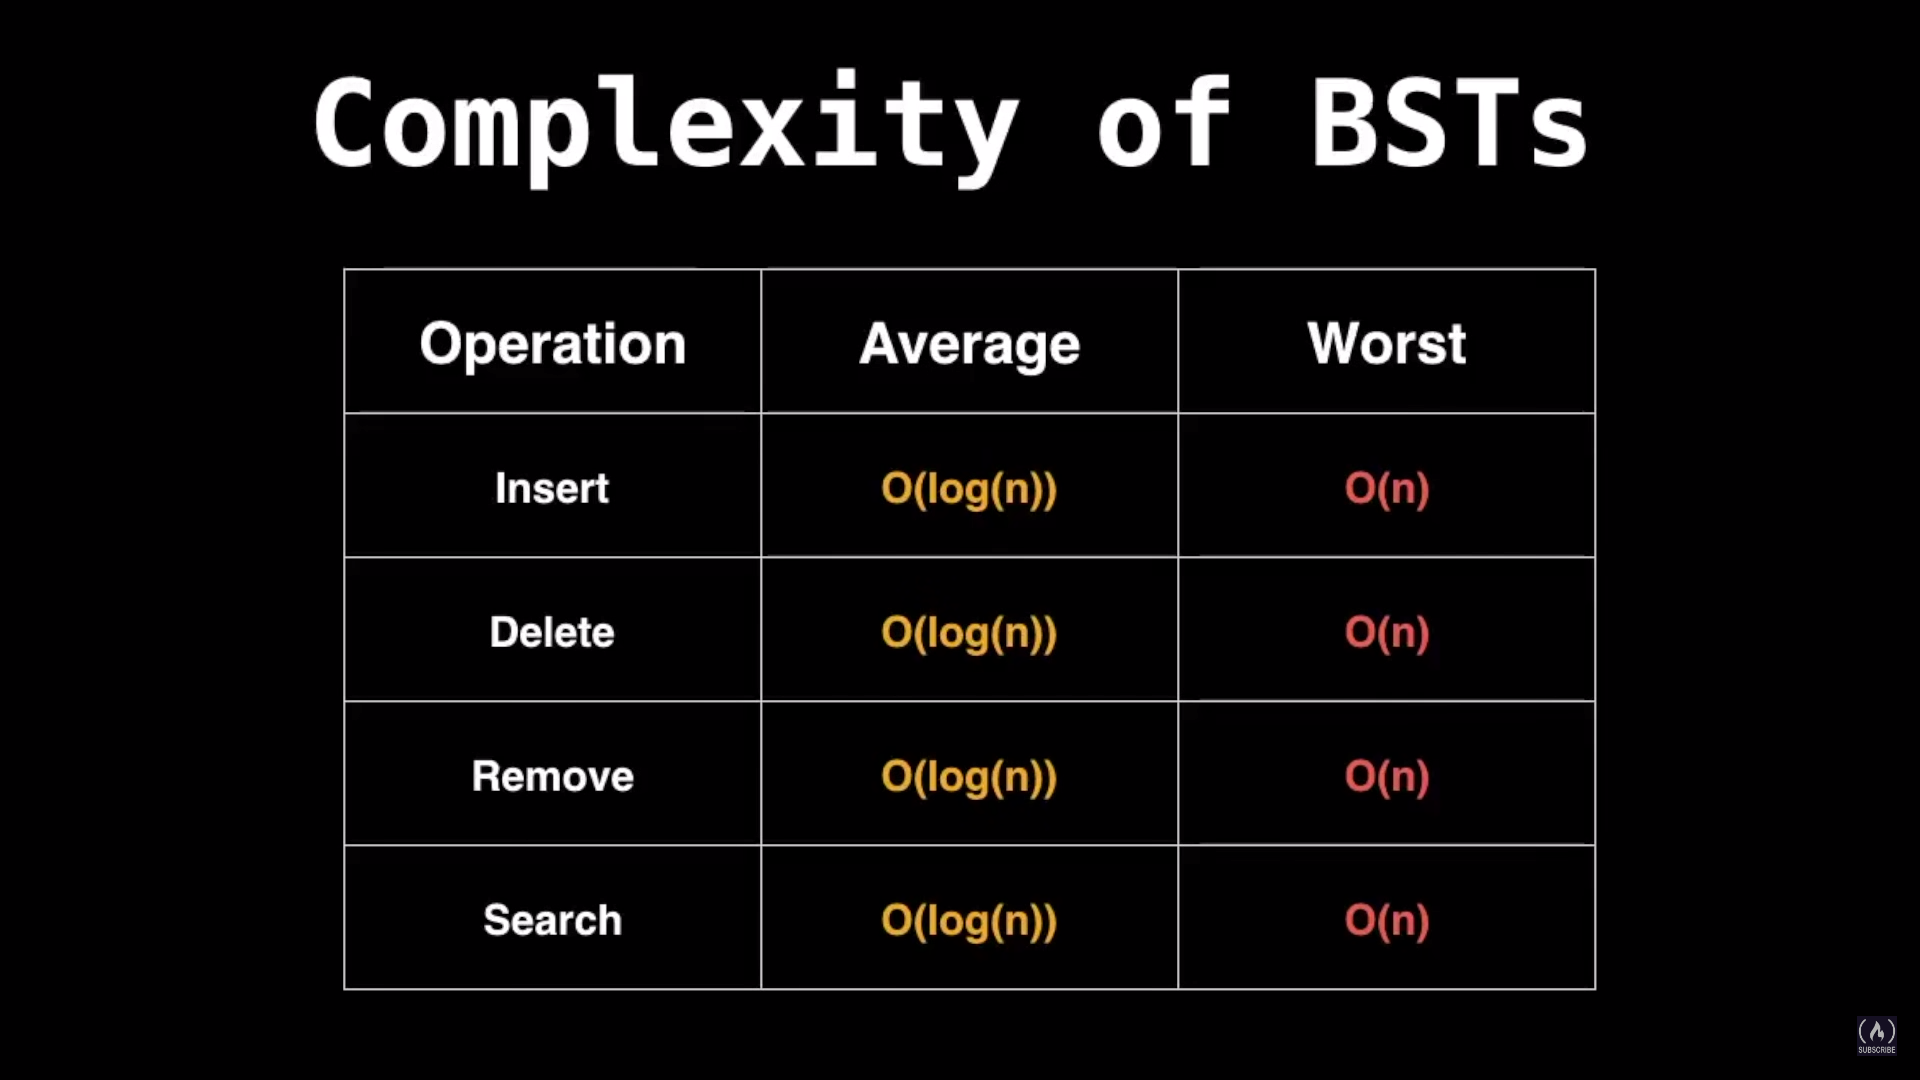 Complexity of BSTs
Operation Average Worst
Insert O(log(n)) O(n)
Delete O(log(n)) O(n)
Remove O(log(n)) O(n)
Search O(log(n)) O(n)
SUBSCRIBE